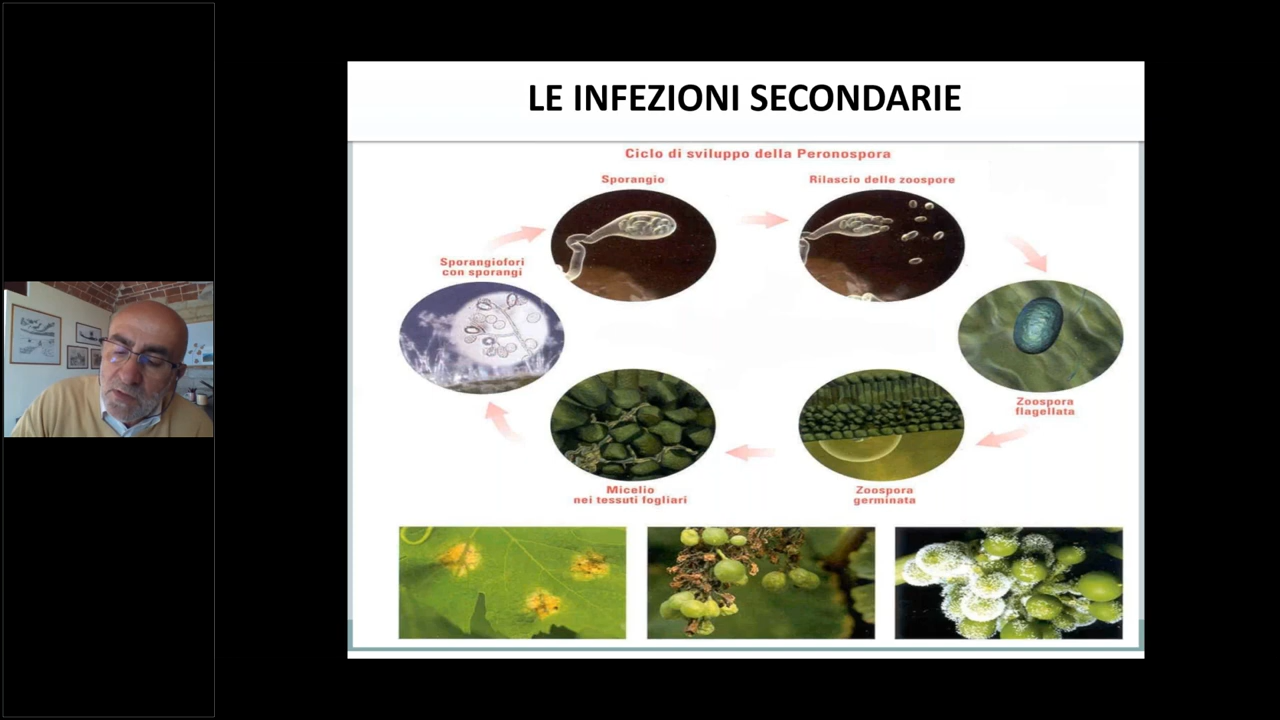 LE INFEZIONI SECONDARIE
Ciclo di sviluppo della Peronospora
Sporangio
Rilascio delle zoospore
Sporangiofori
con sporangi
Zoospora
flagellata
Micelio
nei tessuti fogliari
Zoospora
germinata